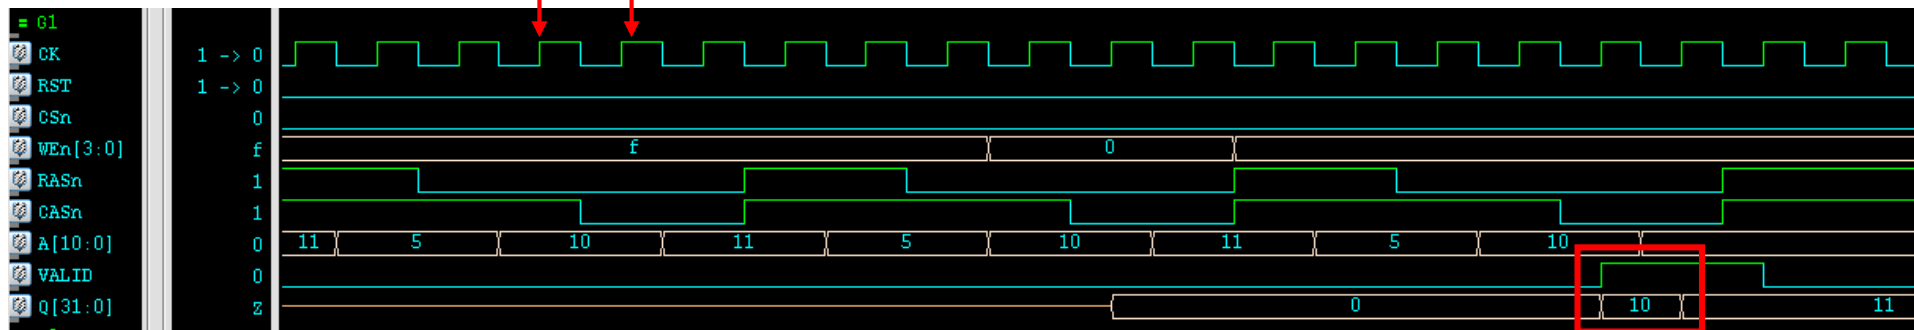 = G1
CK 1 -> 0
RST 1 -> 0
CSn 0
WEn[3:0] f f 0
RASn 1
CASn 1
A[10:0] 0 11 5 10 11 5 10 11 5 10
VALID 0
Q[31:0] Z 0 10 11